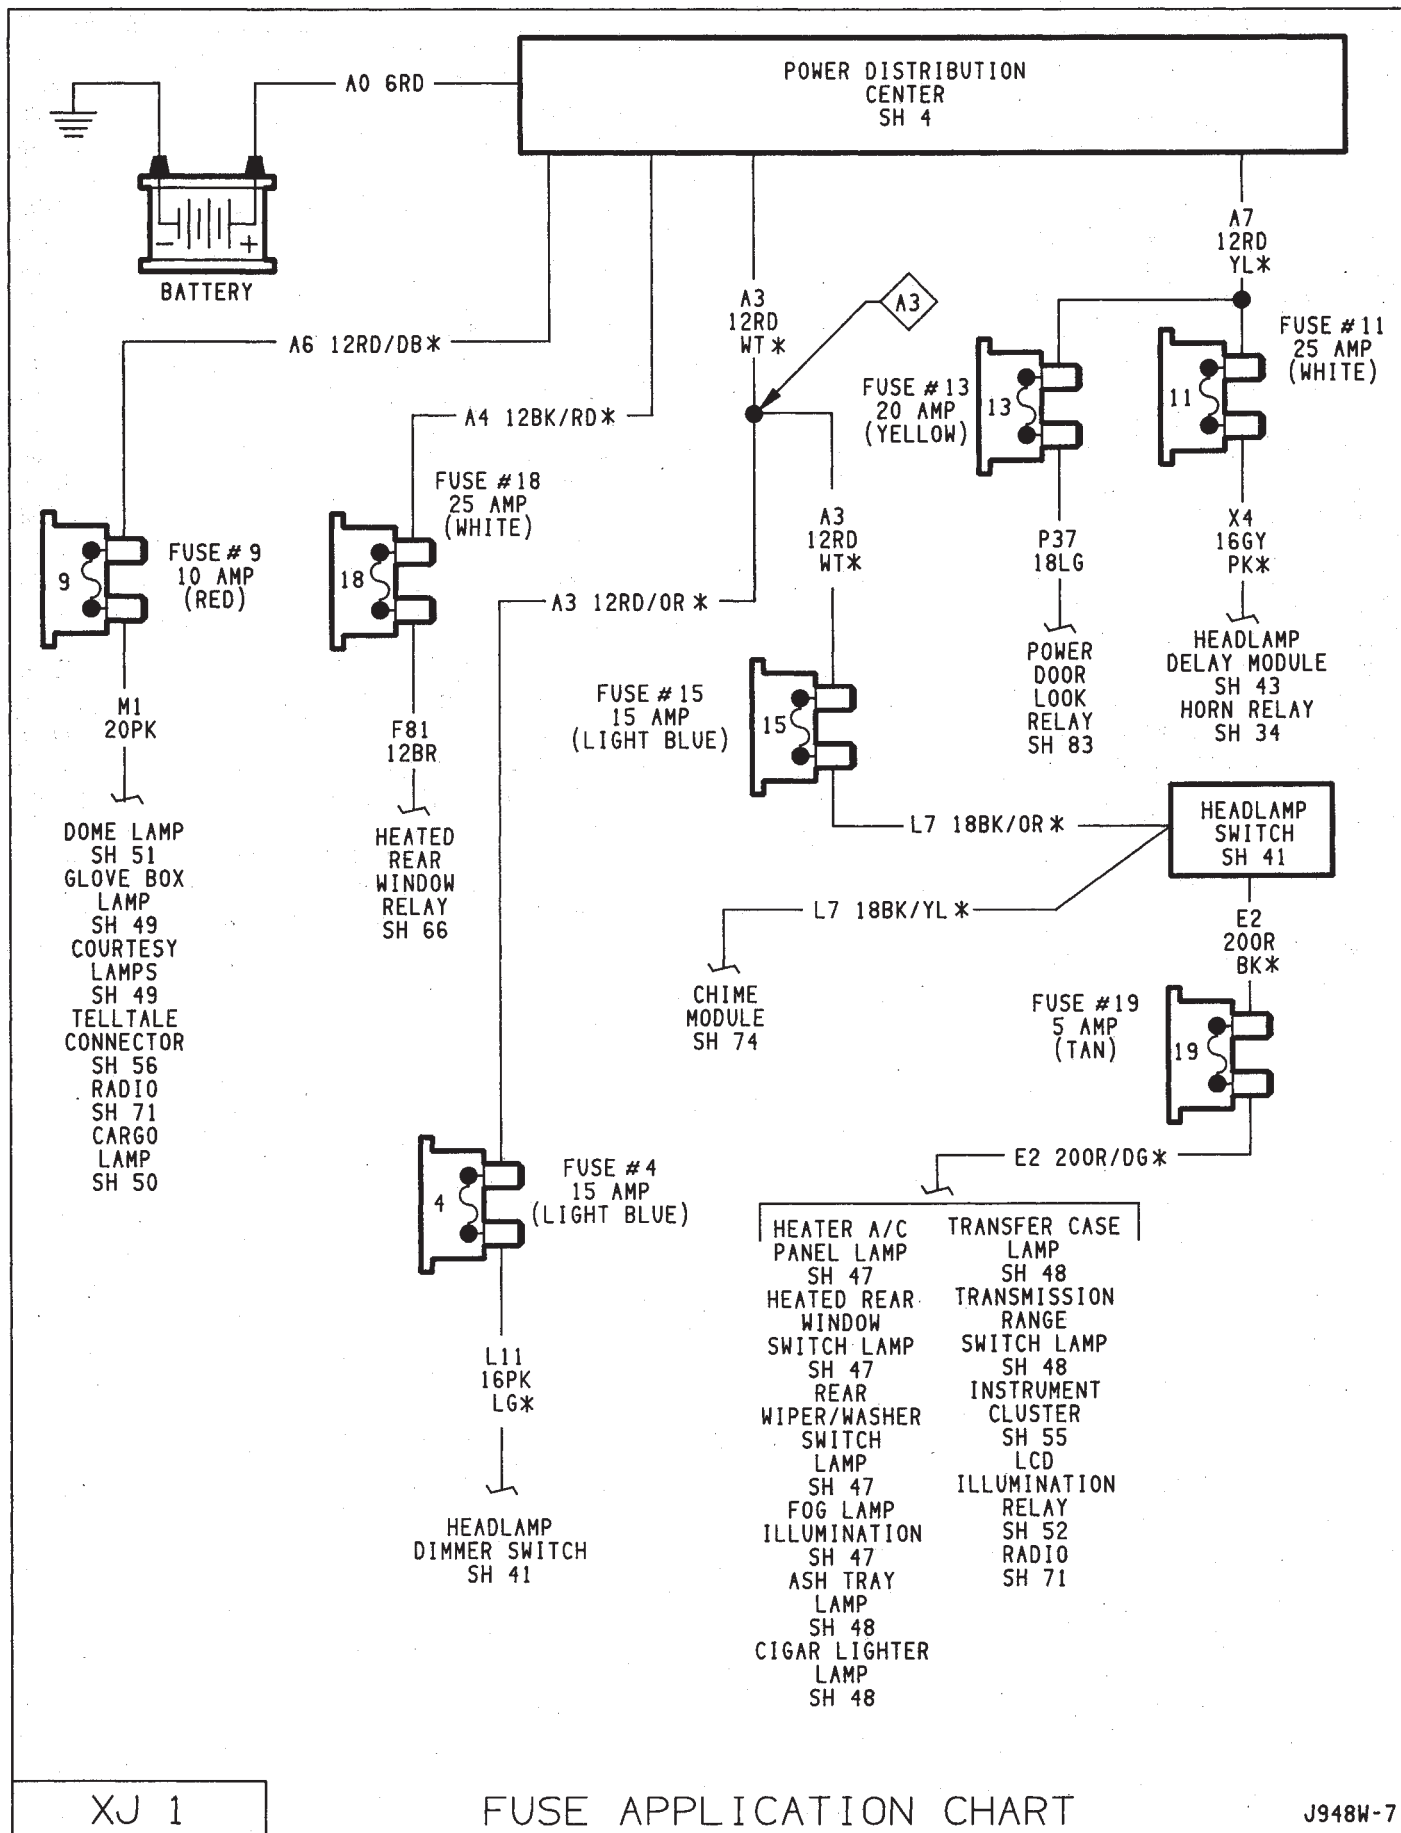 POWER DISTRIBUTION
CENTER
SH 4
A0 6RD
BATTERY
A7
12RD
YL*
A3
12RD
WT*
A3
A6 12RD/DB*
A4 12BK/RD*
FUSE #13
20 AMP
(YELLOW)
13
FUSE #11
25 AMP
(WHITE)
11
FUSE #18
25 AMP
(WHITE)
18
FUSE #9
10 AMP
(RED)
9
A3
12RD
WT*
P37
18LG
X4
16GY
PK*
A3 12RD/OR*
POWER
DOOR
LOOK
RELAY
SH 83
HEADLAMP
DELAY MODULE
SH 43
HORN RELAY
SH 34
FUSE #15
15 AMP
(LIGHT BLUE)
15
M1
20PK
F81
12BR
HEADLAMP
SWITCH
SH 41
L7 18BK/OR*
L7 18BK/YL*
DOME LAMP
SH 51
GLOVE BOX
LAMP
SH 49
COURTESY
LAMPS
SH 49
TELLTALE
CONNECTOR
SH 56
RADIO
SH 71
CARGO
LAMP
SH 50
HEATED
REAR
WINDOW
RELAY
SH 66
CHIME
MODULE
SH 74
E2
20OR
BK*
FUSE #19
5 AMP
(TAN)
19
E2 20OR/DG*
FUSE #4
15 AMP
(LIGHT BLUE)
4
L11
16PK
LG*
HEADLAMP
DIMMER SWITCH
SH 41
HEATER A/C
PANEL LAMP
SH 47
HEATED REAR
WINDOW
SWITCH LAMP
SH 47
REAR
WIPER/WASHER
SWITCH
LAMP
SH 47
FOG LAMP
ILLUMINATION
SH 47
ASH TRAY
LAMP
SH 48
CIGAR LIGHTER
LAMP
SH 48
TRANSFER CASE
LAMP
SH 48
TRANSMISSION
RANGE
SWITCH LAMP
SH 48
INSTRUMENT
CLUSTER
SH 55
LCD
ILLUMINATION
RELAY
SH 52
RADIO
SH 71
XJ 1
FUSE APPLICATION CHART
J948W-7